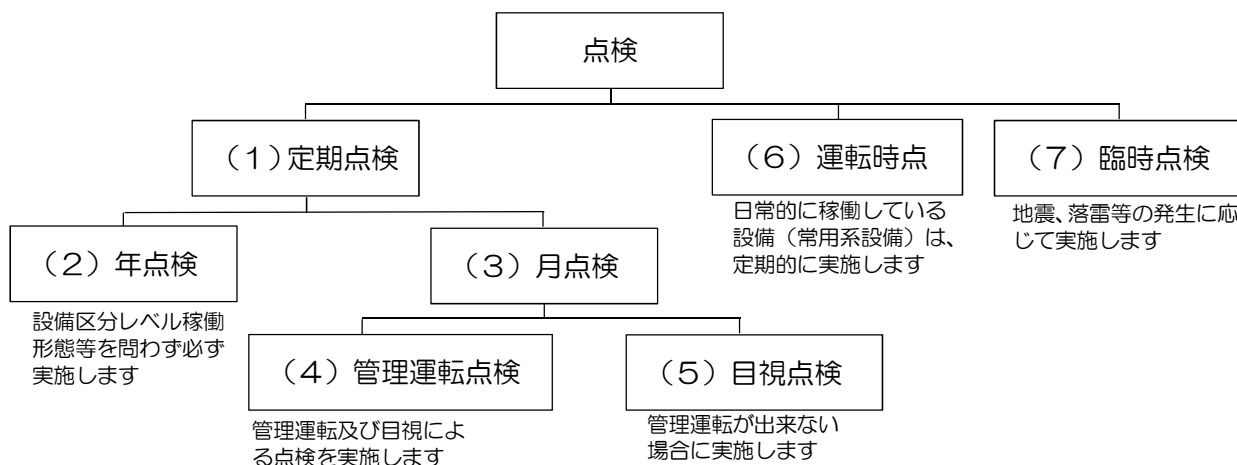 点検
(1)定期点検
(6)運転時点
(7)臨時点検
日常的に稼働している
設備(常用系設備)は、
定期的に実施します
地震、落雷等の発生に応
じて実施します
(2)年点検
(3)月点検
設備区分レベル稼働
形態等を問わず必ず
実施します
(4)管理運転点検
(5)目視点検
管理運転及び目視によ
る点検を実施します
管理運転が出来ない
場合に実施します